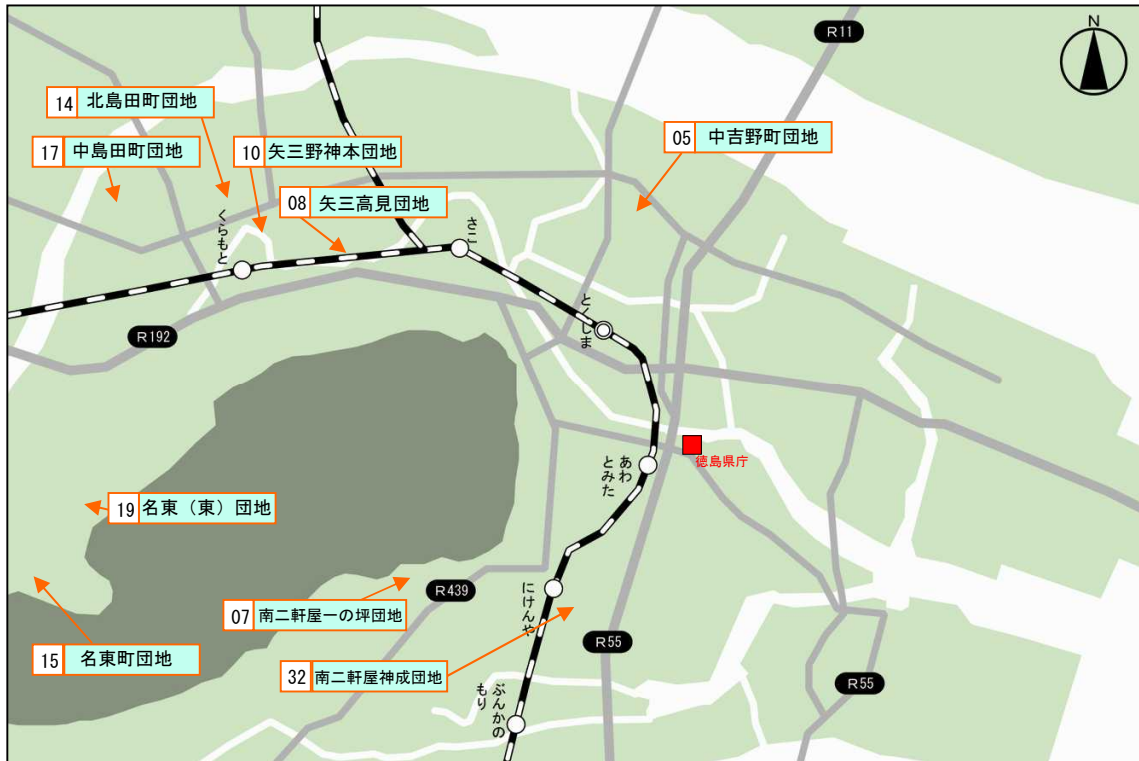 N
R11
14 北島田町団地
17 中島田町団地
10 矢三野神本団地
05 中吉野町団地
08 矢三高見団地
くらもと
さこ
とくしま
R192
徳島県庁
あわ
とみた
19 名東（東）団地
R439
にけんや
07 南二軒屋一の坪団地
R55
15 名東町団地
32 南二軒屋神成団地
R55
ぶんかの
もり